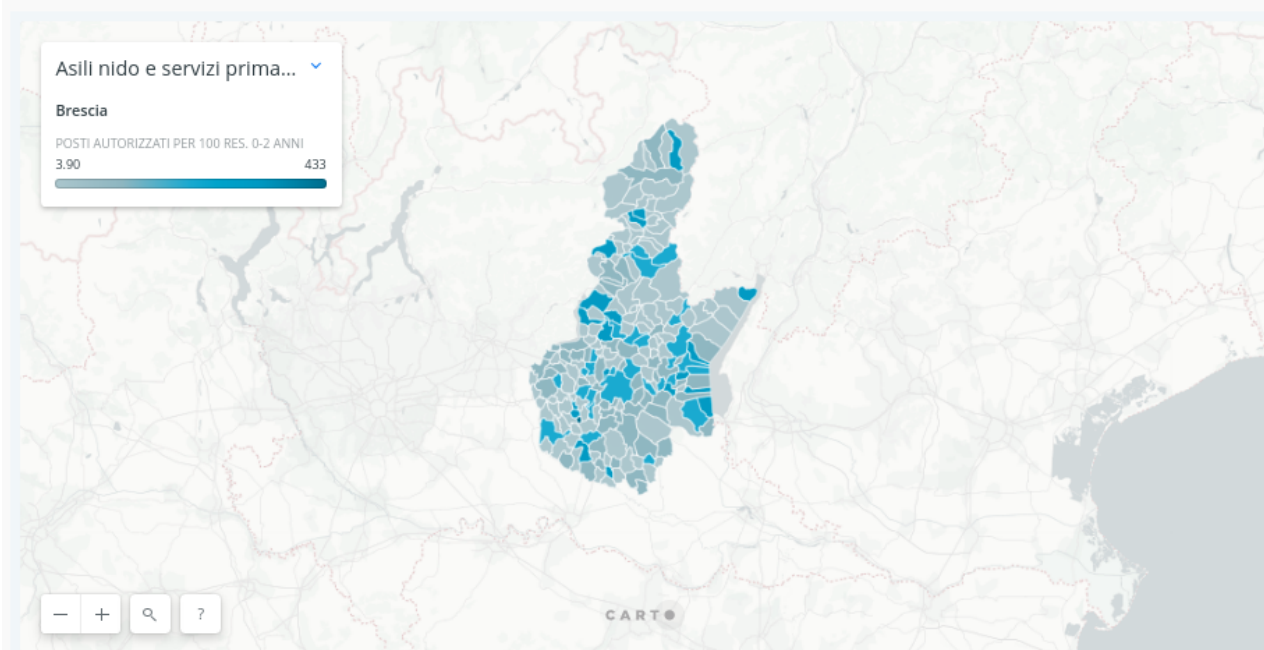 Asili nido e servizi prima...
Brescia
POSTI AUTORIZZATI PER 100 RES. 0-2 ANNI
3.90 433
− + ?
CARTO